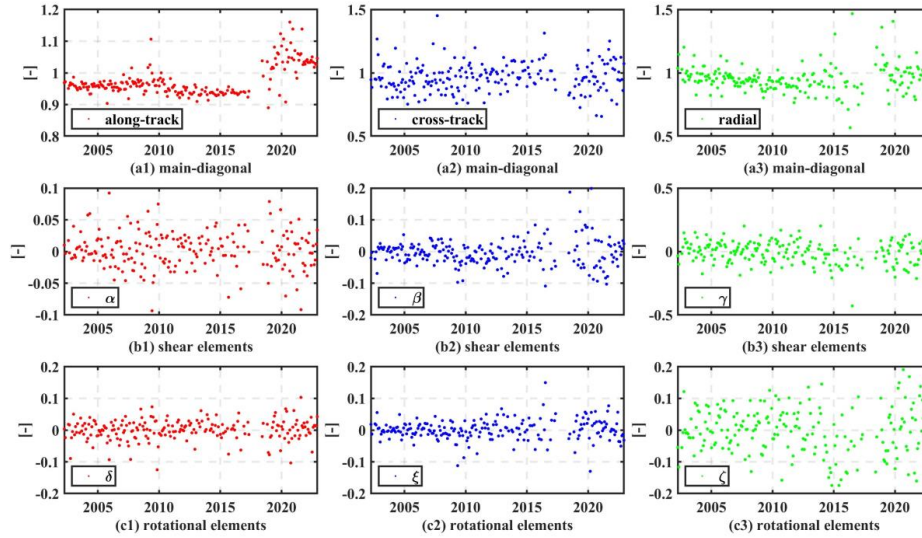 1.2
1.1
1
0.9
0.8
[-]
along-track
2005 2010 2015 2020
(a1) main-diagonal
1.5
1
0.5
[-]
cross-track
2005 2010 2015 2020
(a2) main-diagonal
1.5
1
0.5
[-]
radial
2005 2010 2015 2020
(a3) main-diagonal
0.1
0.05
0
-0.05
-0.1
[-]
α
2005 2010 2015 2020
(b1) shear elements
0.2
0.1
0
-0.1
-0.2
[-]
β
2005 2010 2015 2020
(b2) shear elements
0.5
0
-0.5
[-]
γ
2005 2010 2015 2020
(b3) shear elements
0.2
0.1
0
-0.1
-0.2
[-]
δ
2005 2010 2015 2020
(c1) rotational elements
0.2
0.1
0
-0.1
-0.2
[-]
ξ
2005 2010 2015 2020
(c2) rotational elements
0.2
0.1
0
-0.1
-0.2
[-]
ζ
2005 2010 2015 2020
(c3) rotational elements